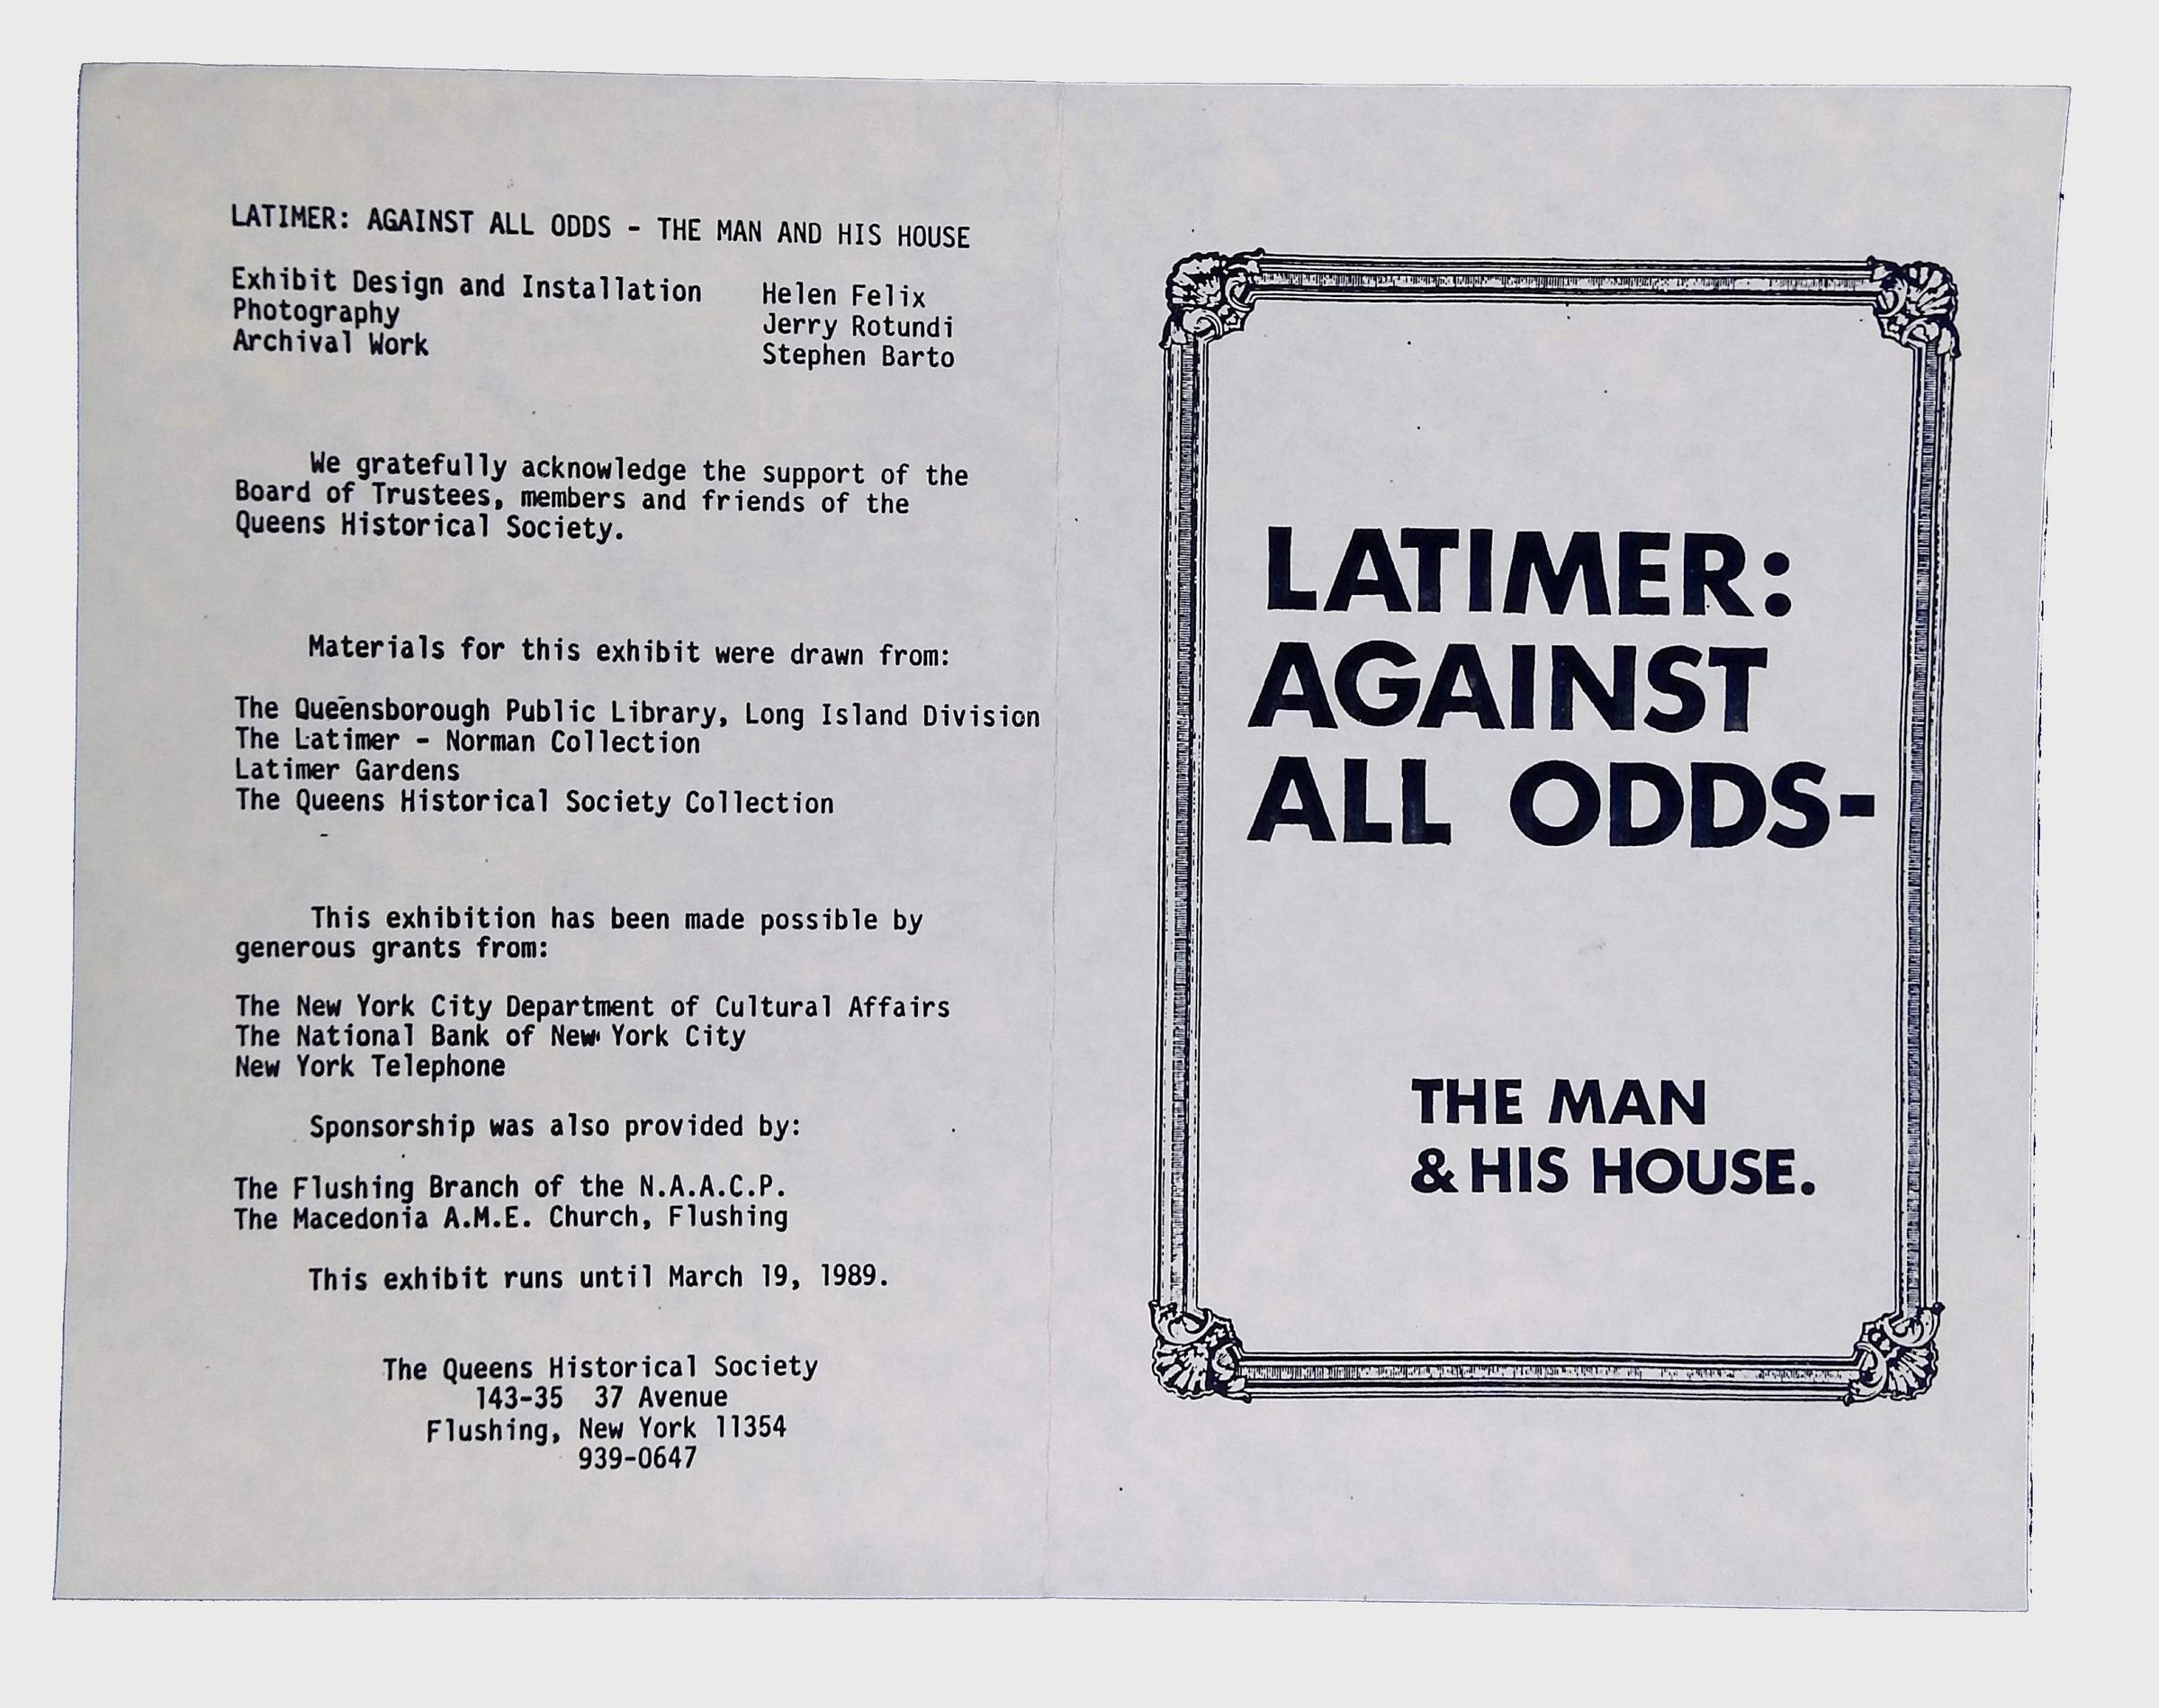 LATIMER: AGAINST ALL ODDS - THE MAN AND HIS HOUSE
Exhibit Design and Installation Helen Felix
Photography Jerry Rotundi
Archival Work Stephen Barto
We gratefully acknowledge the support of the
Board of Trustees, members and friends of the
Queens Historical Society.
Materials for this exhibit were drawn from:
The Queensborough Public Library, Long Island Division
The Latimer - Norman Collection
Latimer Gardens
The Queens Historical Society Collection
This exhibition has been made possible by
generous grants from:
The New York City Department of Cultural Affairs
The National Bank of New York City
New York Telephone
Sponsorship was also provided by:
The Flushing Branch of the N.A.A.C.P.
The Macedonia A.M.E. Church, Flushing
This exhibit runs until March 19, 1989.
The Queens Historical Society
143-35 37 Avenue
Flushing, New York 11354
939-0647
LATIMER:
AGAINST
ALL ODDS-
THE MAN
& HIS HOUSE.